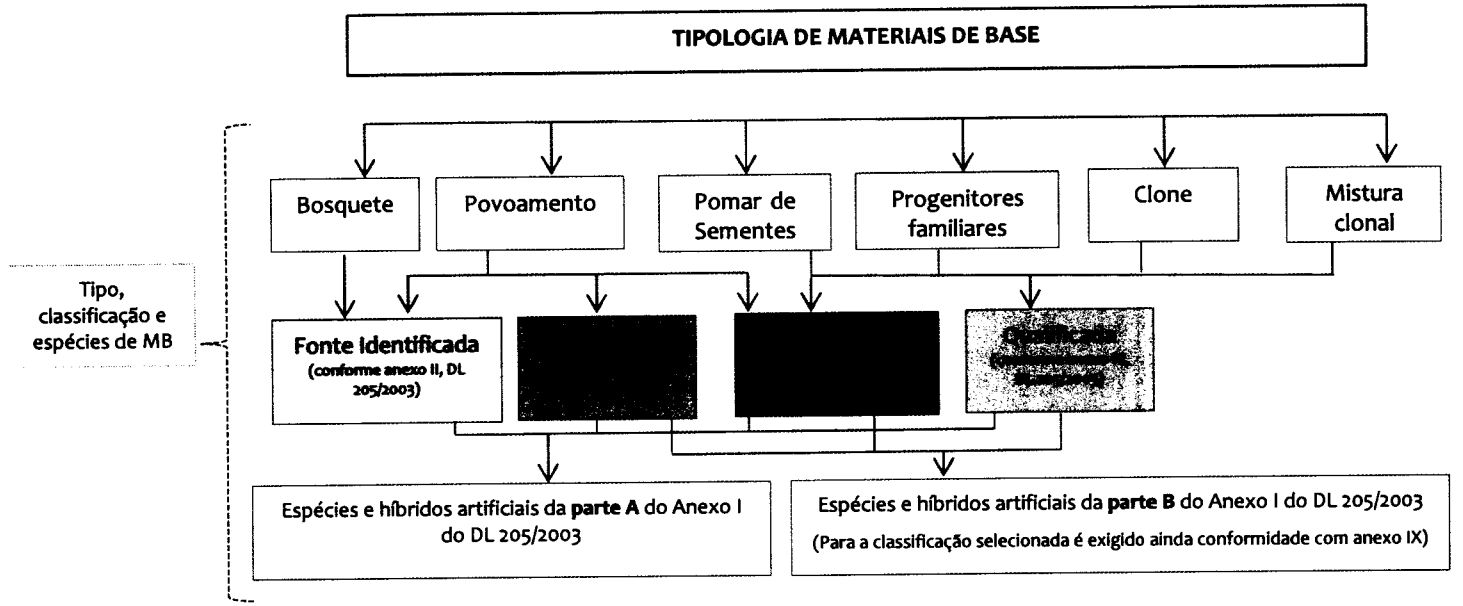 TIPOLOGIA DE MATERIAIS DE BASE
Bosquete
Povoamento
Pomar de
Sementes
Progenitores
familiares
Clone
Mistura
clonal
Tipo,
classificação e
espécies de MB
Fonte Identificada
(conforme anexo II, DL
205/2003)
Qualificada
Espécies e híbridos artificiais da parte A do Anexo I
do DL 205/2003
Espécies e híbridos artificiais da parte B do Anexo I do DL 205/2003
(Para a classificação selecionada é exigido ainda conformidade com anexo IX)